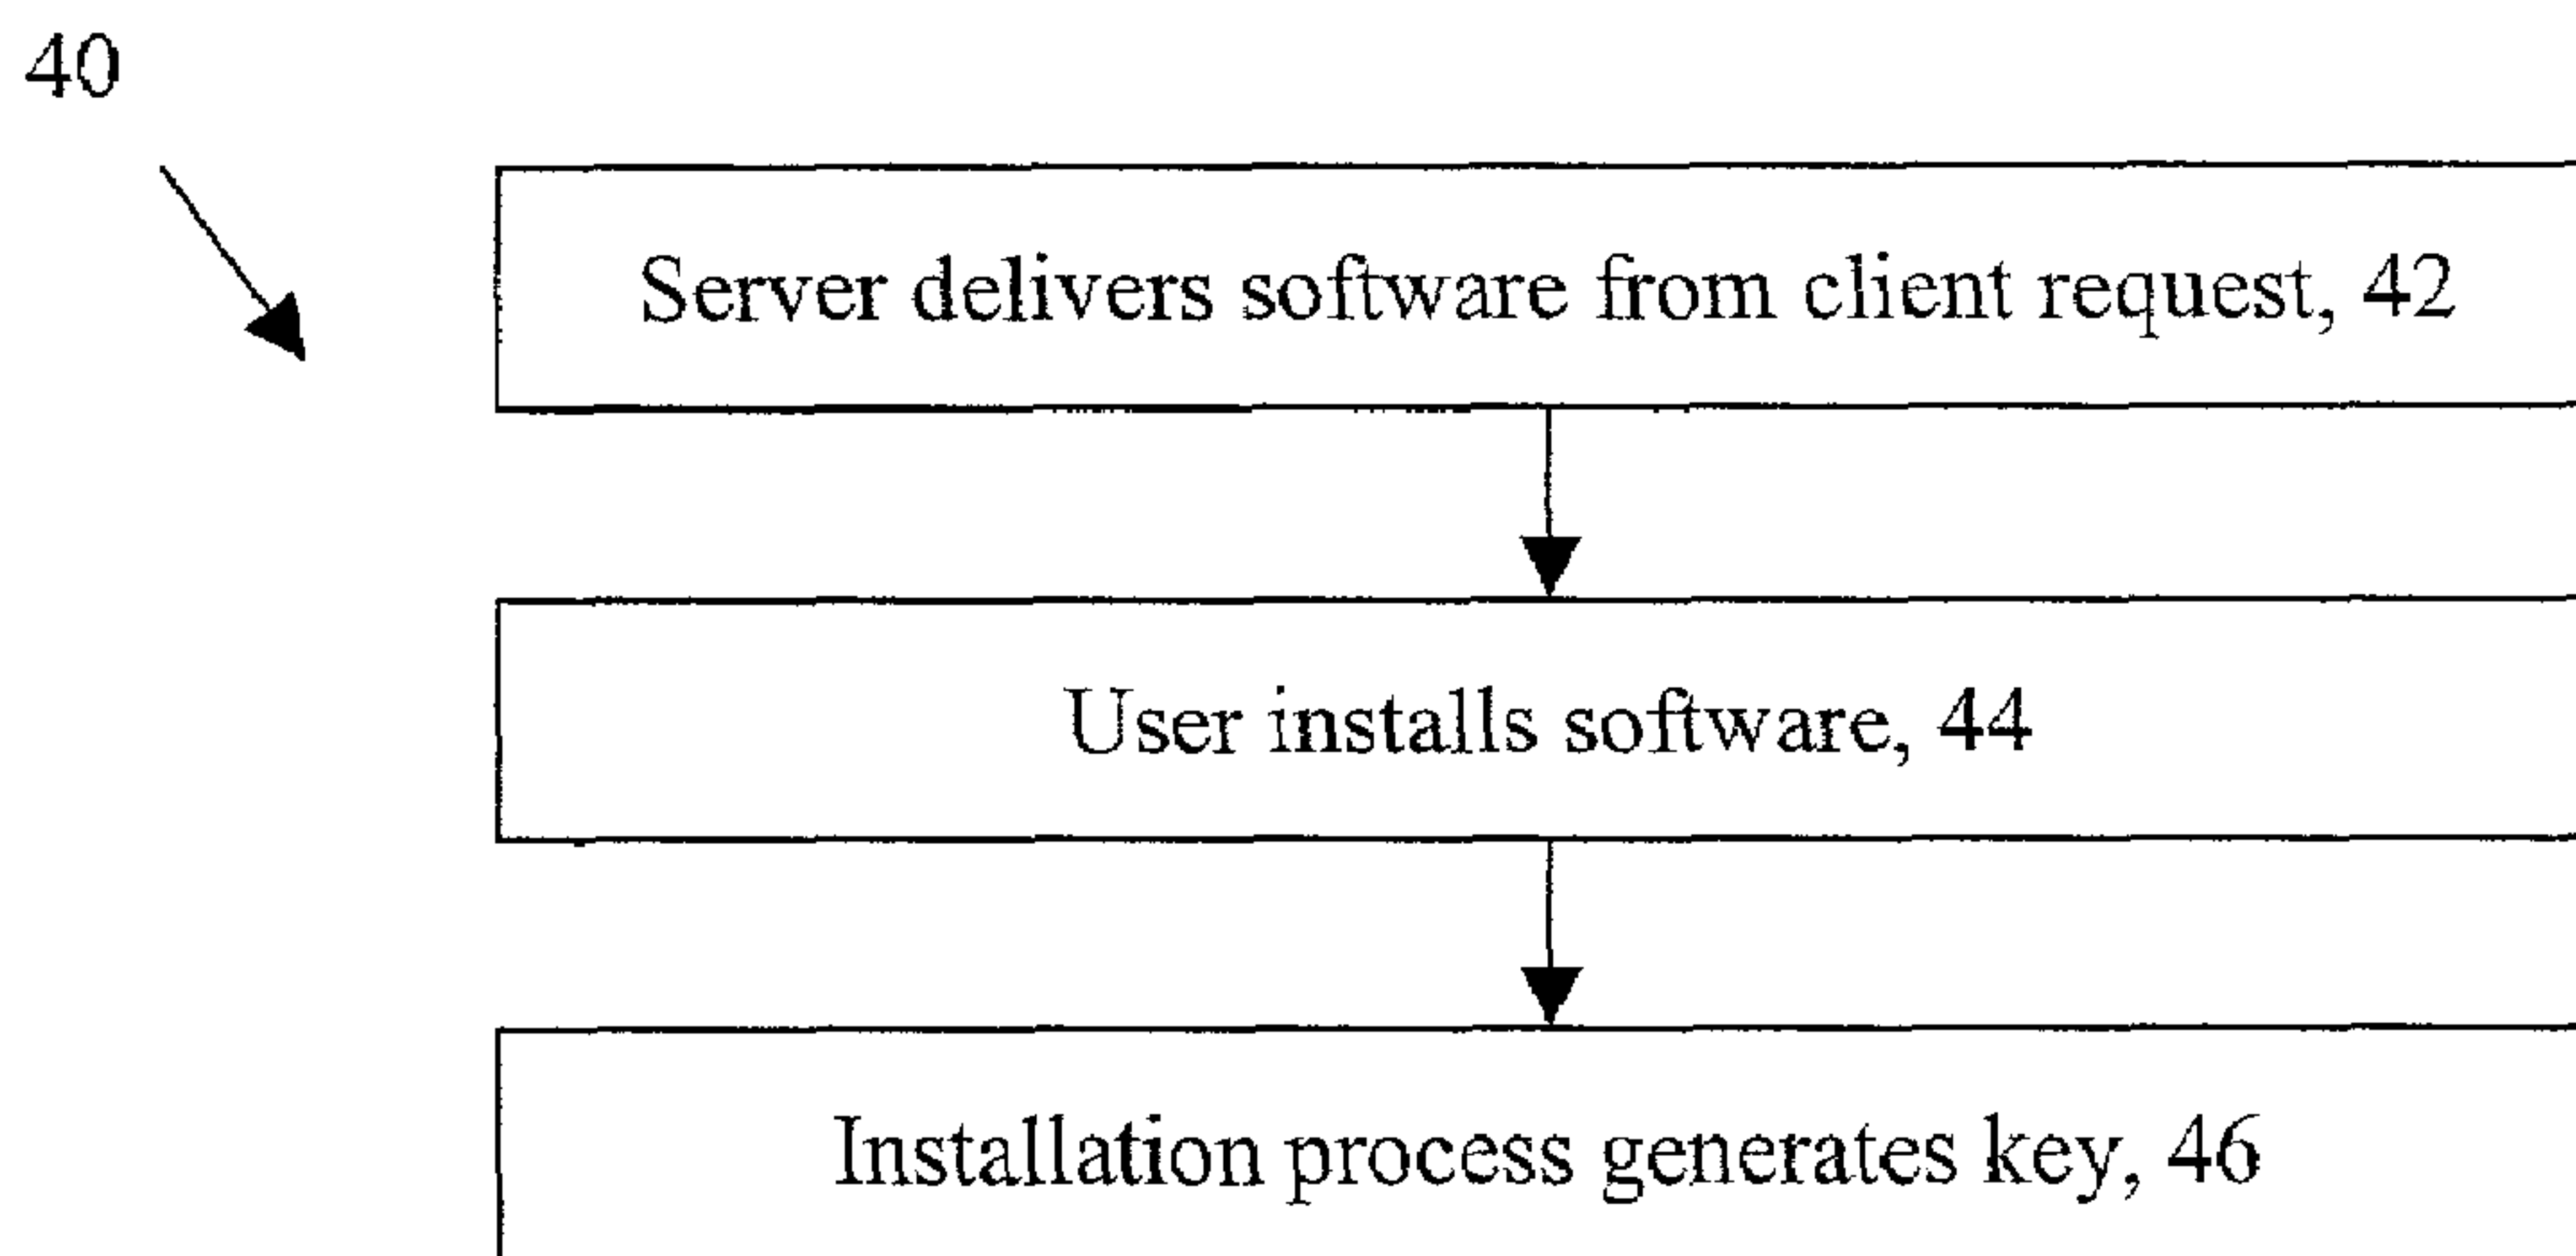 40
Server delivers software from client request, 42
User installs software, 44
Installation process generates key, 46